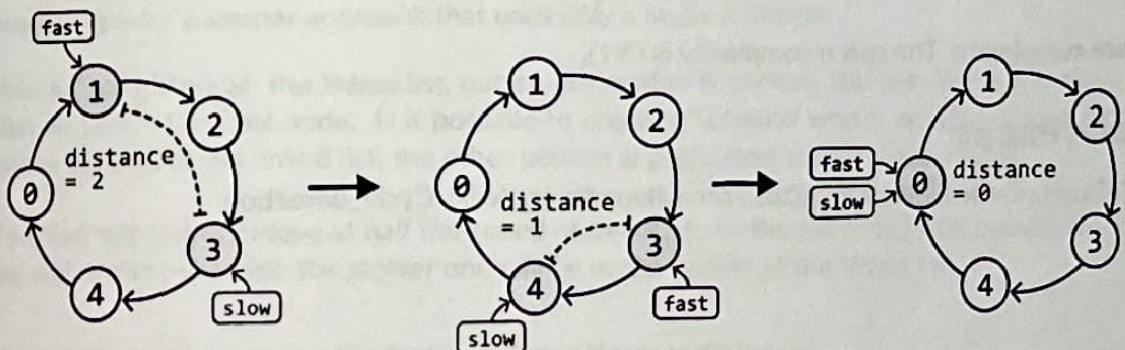 fast
1
2
distance
= 2
0
3
4
slow
1
2
0
distance
= 1
3
4
fast
slow
1
2
fast
slow
0
distance
= 0
3
4